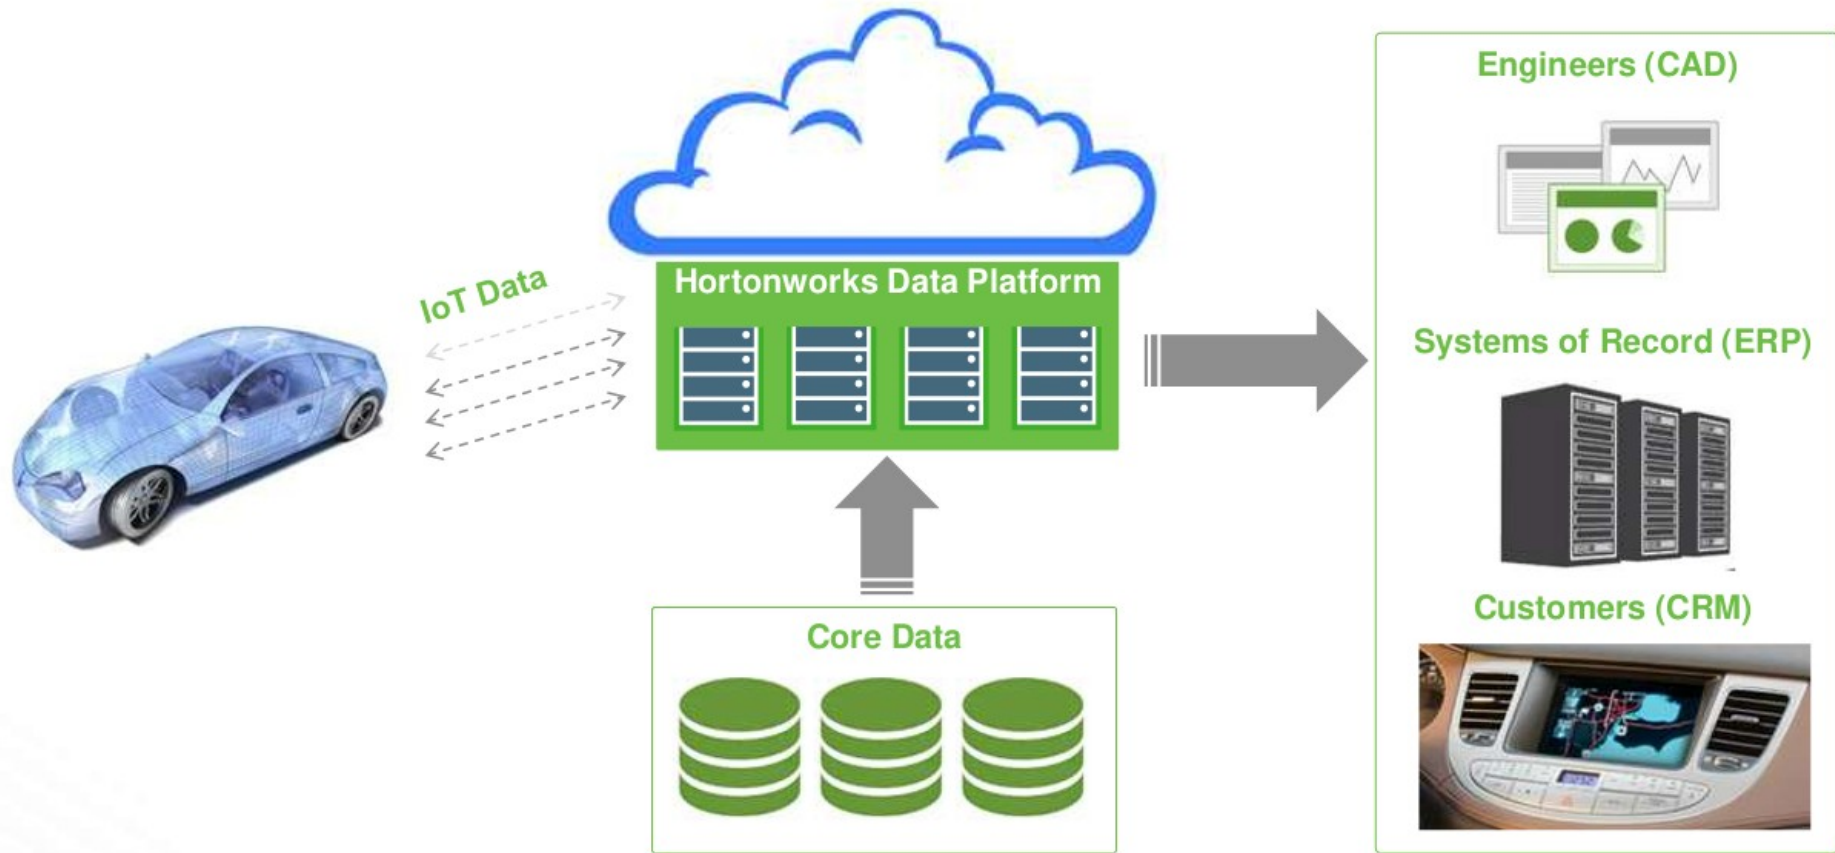 IoT Data
Hortonworks Data Platform
Core Data
Engineers (CAD)
Systems of Record (ERP)
Customers (CRM)